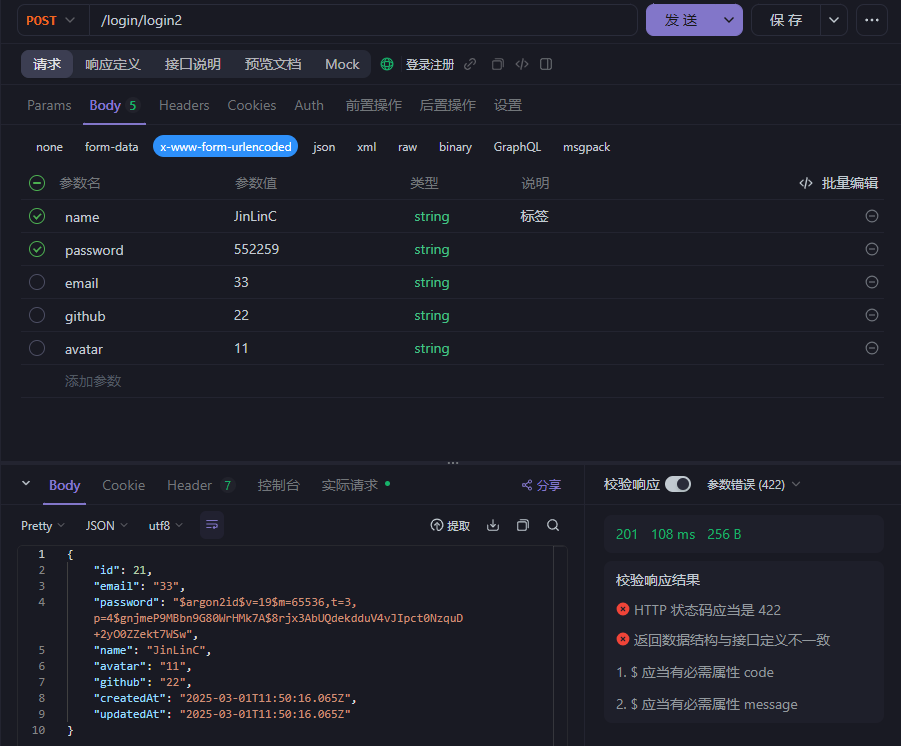 POST /login/login2 发 送 保 存
请求 响应定义 接口说明 预览文档 Mock 登录注册
Params Body 5 Headers Cookies Auth 前置操作 后置操作 设置
none form-data x-www-form-urlencoded json xml raw binary GraphQL msgpack
参数名 参数值 类型 说明 批量编辑
name JinLinC string 标签
password 552259 string
email 33 string
github 22 string
avatar 11 string
添加参数
Body Cookie Header 7 控制台 实际请求 分享
Pretty JSON utf8 提取
1 {
2 "id": 21,
3 "email": "33",
4 "password": "$argon2id$v=19$m=65536,t=3,
p=4$gnjmeP9MBbn9G80WrHMk7A$8rjx3AbUQdekdduV4vJIpct0NzquD
+2yO0ZZekt7WSw",
5 "name": "JinLinC",
6 "avatar": "11",
7 "github": "22",
8 "createdAt": "2025-03-01T11:50:16.065Z",
9 "updatedAt": "2025-03-01T11:50:16.065Z"
10 }
校验响应 参数错误 (422)
201 108 ms 256 B
校验响应结果
HTTP 状态码应当是 422
返回数据结构与接口定义不一致
1. $ 应当有必需属性 code
2. $ 应当有必需属性 message